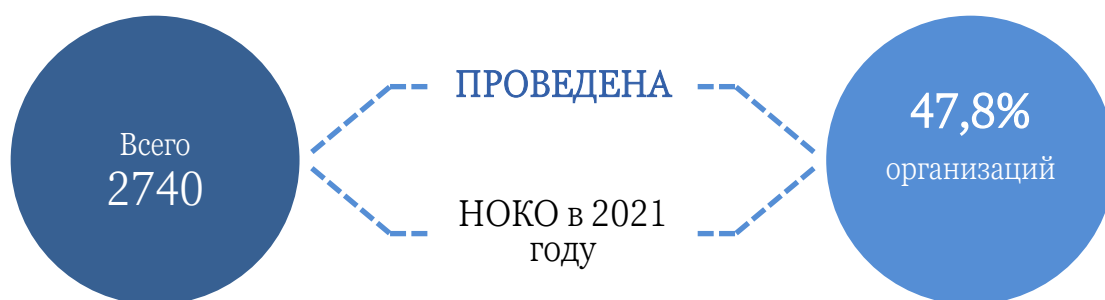 Всего
2740
ПРОВЕДЕНА
НОКО в 2021
году
47,8%
организаций